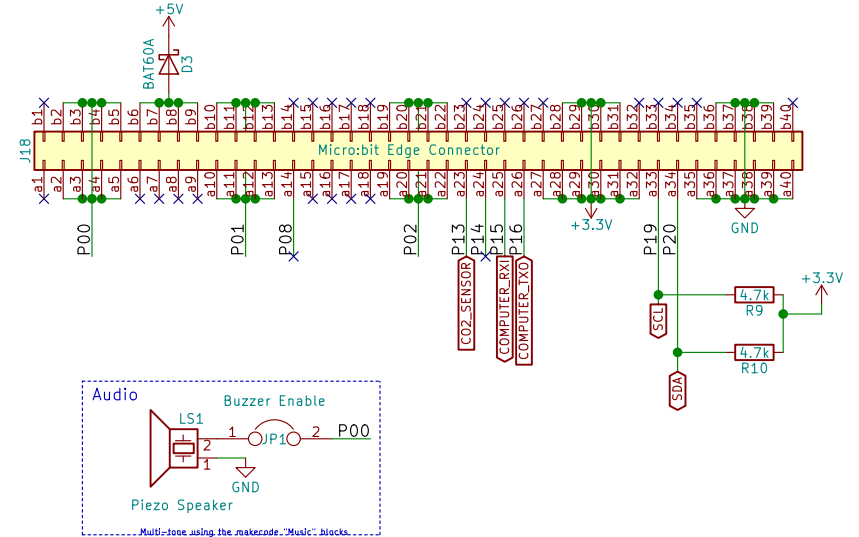 +5V
BAT60A
D3
b1 b2 b3 b4 b5 b6 b7 b8 b9 b10 b11 b12 b13 b14 b15 b16 b17 b18 b19 b20 b21 b22 b23 b24 b25 b26 b27 b28 b29 b30 b31 b32 b33 b34 b35 b36 b37 b38 b39 b40
J18
Micro:bit Edge Connector
a1 a2 a3 a4 a5 a6 a7 a8 a9 a10 a11 a12 a13 a14 a15 a16 a17 a18 a19 a20 a21 a22 a23 a24 a25 a26 a27 a28 a29 a30 a31 a32 a33 a34 a35 a36 a37 a38 a39 a40
P00 P01 P08 P02 P13 P14 P15 P16 P19 P20
+3.3V
GND
CO2_SENSOR
COMPUTER_RXI
COMPUTER_TXO
SCL
SDA
+3.3V
4.7k
R9
4.7k
R10
Audio
Buzzer Enable
LS1
1
JP1
2
P00
2
1
GND
Piezo Speaker
Multi-tone using the makecode "Music" blocks.